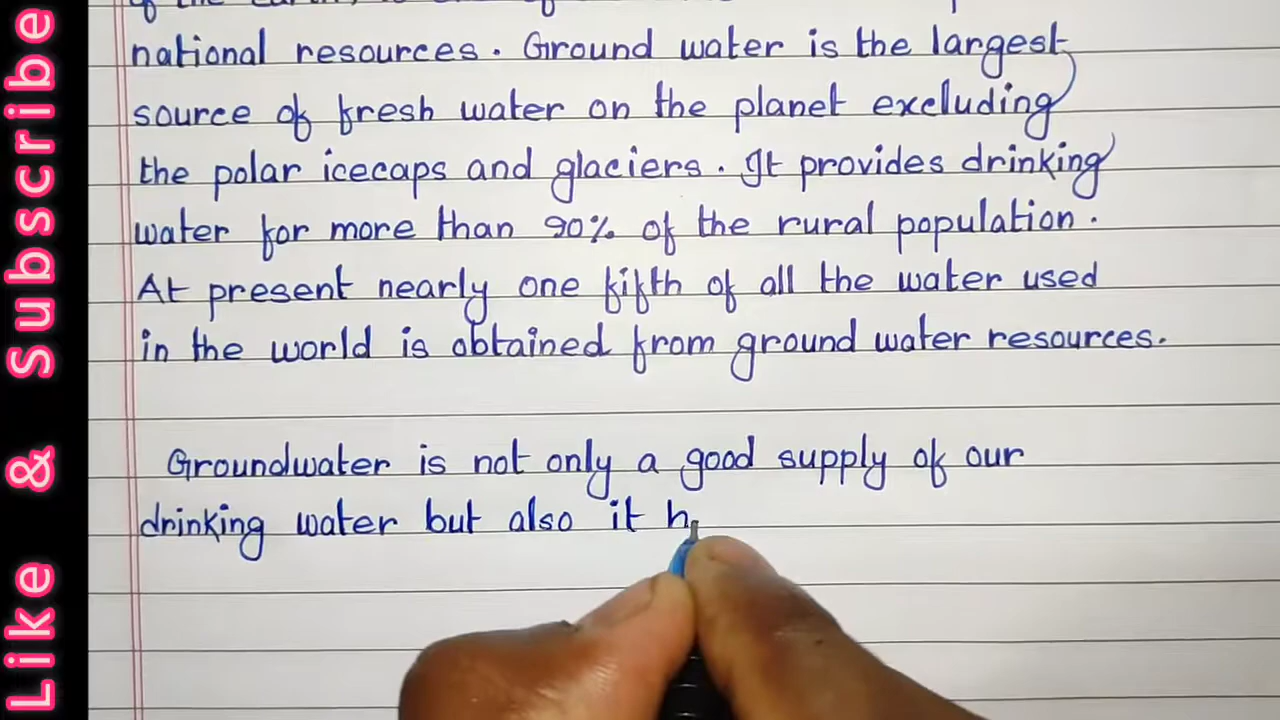 national resources. Ground water is the largest
source of fresh water on the planet excluding
the polar icecaps and glaciers. It provides drinking
water for more than 90% of the rural population.
At present nearly one fifth of all the water used
in the world is obtained from ground water resources.
Groundwater is not only a good supply of our
drinking water but also it h
Like & Subscribe